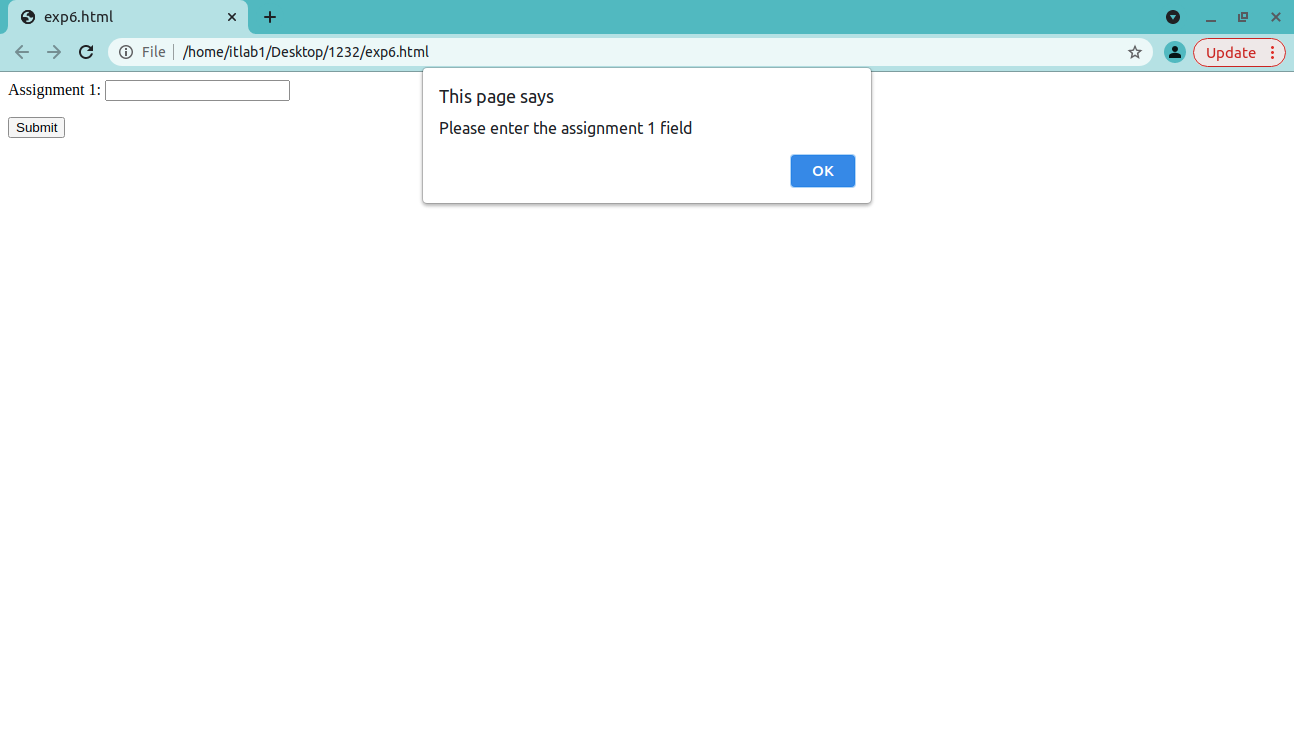 exp6.html
File | /home/itlab1/Desktop/1232/exp6.html
Update
Assignment 1:
Submit
This page says
Please enter the assignment 1 field
OK